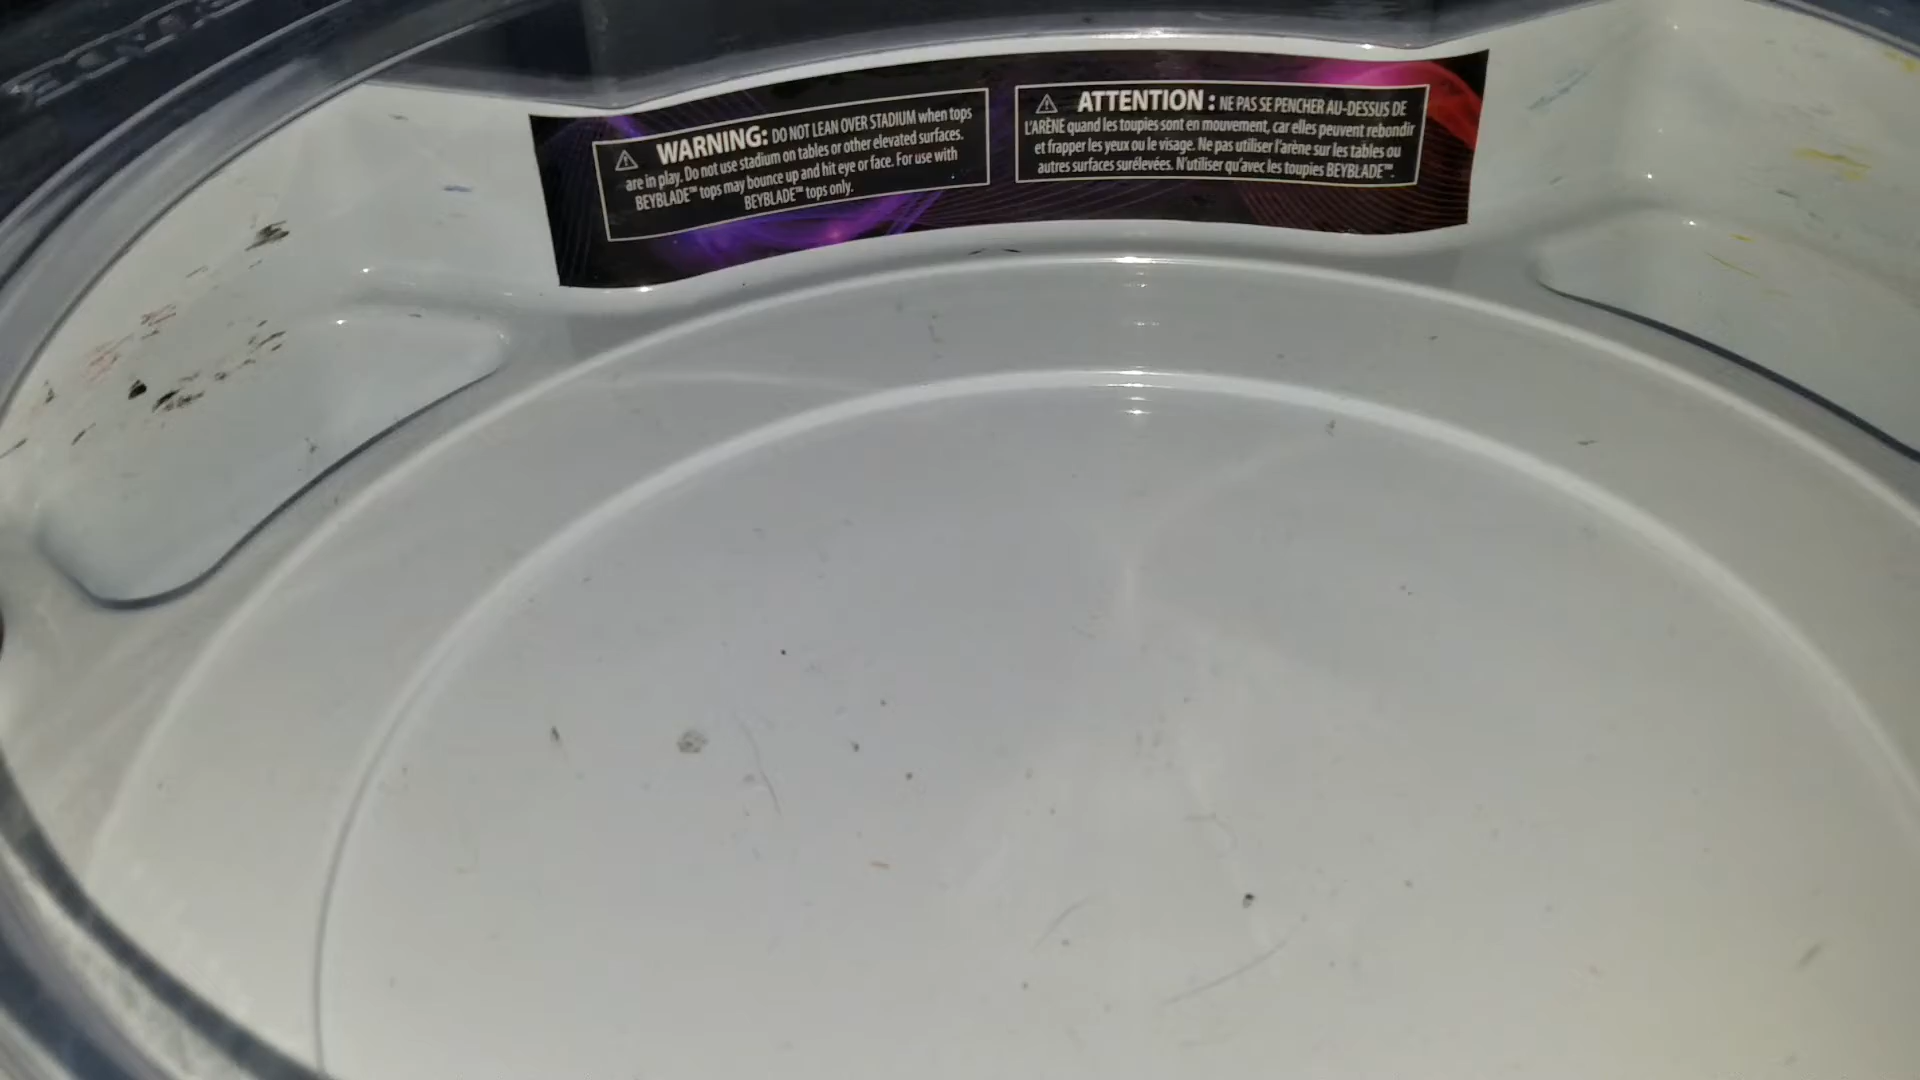 WARNING: DO NOT LEAN OVER STADIUM when tops
are in play. Do not use stadium on tables or other elevated surfaces.
BEYBLADE™ tops may bounce up and hit eye or face. For use with
BEYBLADE™ tops only.
ATTENTION : NE PAS SE PENCHER AU-DESSUS DE
L'ARÈNE quand les toupies sont en mouvement, car elles peuvent rebondir
et frapper les yeux ou le visage. Ne pas utiliser l'arène sur les tables ou
autres surfaces surélevées. N'utiliser qu'avec les toupies BEYBLADE™.